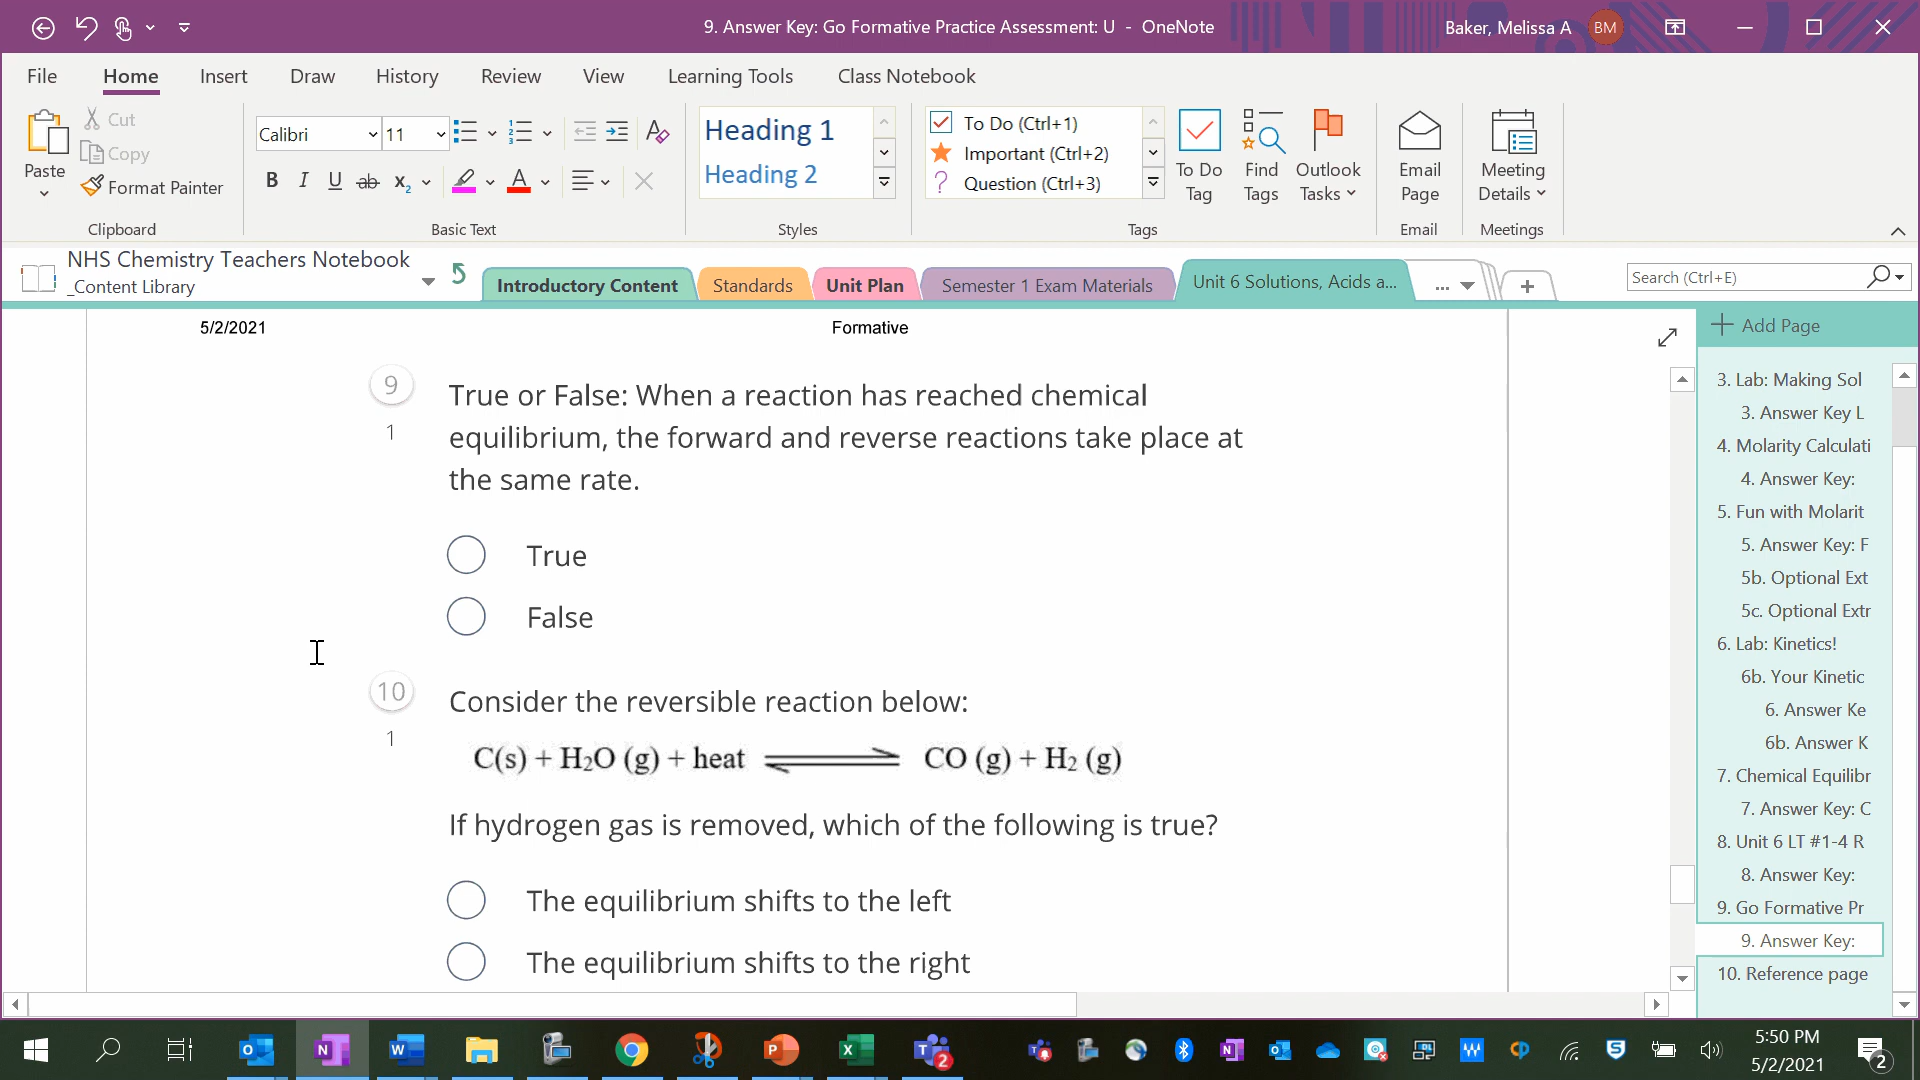 9. Answer Key: Go Formative Practice Assessment: U - OneNote
Baker, Melissa A
BM
File
Home
Insert
Draw
History
Review
View
Learning Tools
Class Notebook
Paste
Cut
Copy
Format Painter
Clipboard
Calibri
11
Basic Text
Heading 1
Heading 2
Styles
To Do (Ctrl+1)
Important (Ctrl+2)
Question (Ctrl+3)
To Do
Tag
Find
Tags
Outlook
Tasks
Tags
Email
Page
Email
Meeting
Details
Meetings
NHS Chemistry Teachers Notebook
_Content Library
Introductory Content
Standards
Unit Plan
Semester 1 Exam Materials
Unit 6 Solutions, Acids a...
...
Search (Ctrl+E)
5/2/2021
Formative
9
1
True or False: When a reaction has reached chemical
equilibrium, the forward and reverse reactions take place at
the same rate.
True
False
10
1
Consider the reversible reaction below:
C(s) + H₂O (g) + heat ⇌ CO (g) + H₂ (g)
If hydrogen gas is removed, which of the following is true?
The equilibrium shifts to the left
The equilibrium shifts to the right
Add Page
3. Lab: Making Sol
3. Answer Key L
4. Molarity Calculati
4. Answer Key:
5. Fun with Molarit
5. Answer Key: F
5b. Optional Ext
5c. Optional Extr
6. Lab: Kinetics!
6b. Your Kinetic
6. Answer Ke
6b. Answer K
7. Chemical Equilibr
7. Answer Key: C
8. Unit 6 LT #1-4 R
8. Answer Key:
9. Go Formative Pr
9. Answer Key:
10. Reference page
5:50 PM
5/2/2021
2